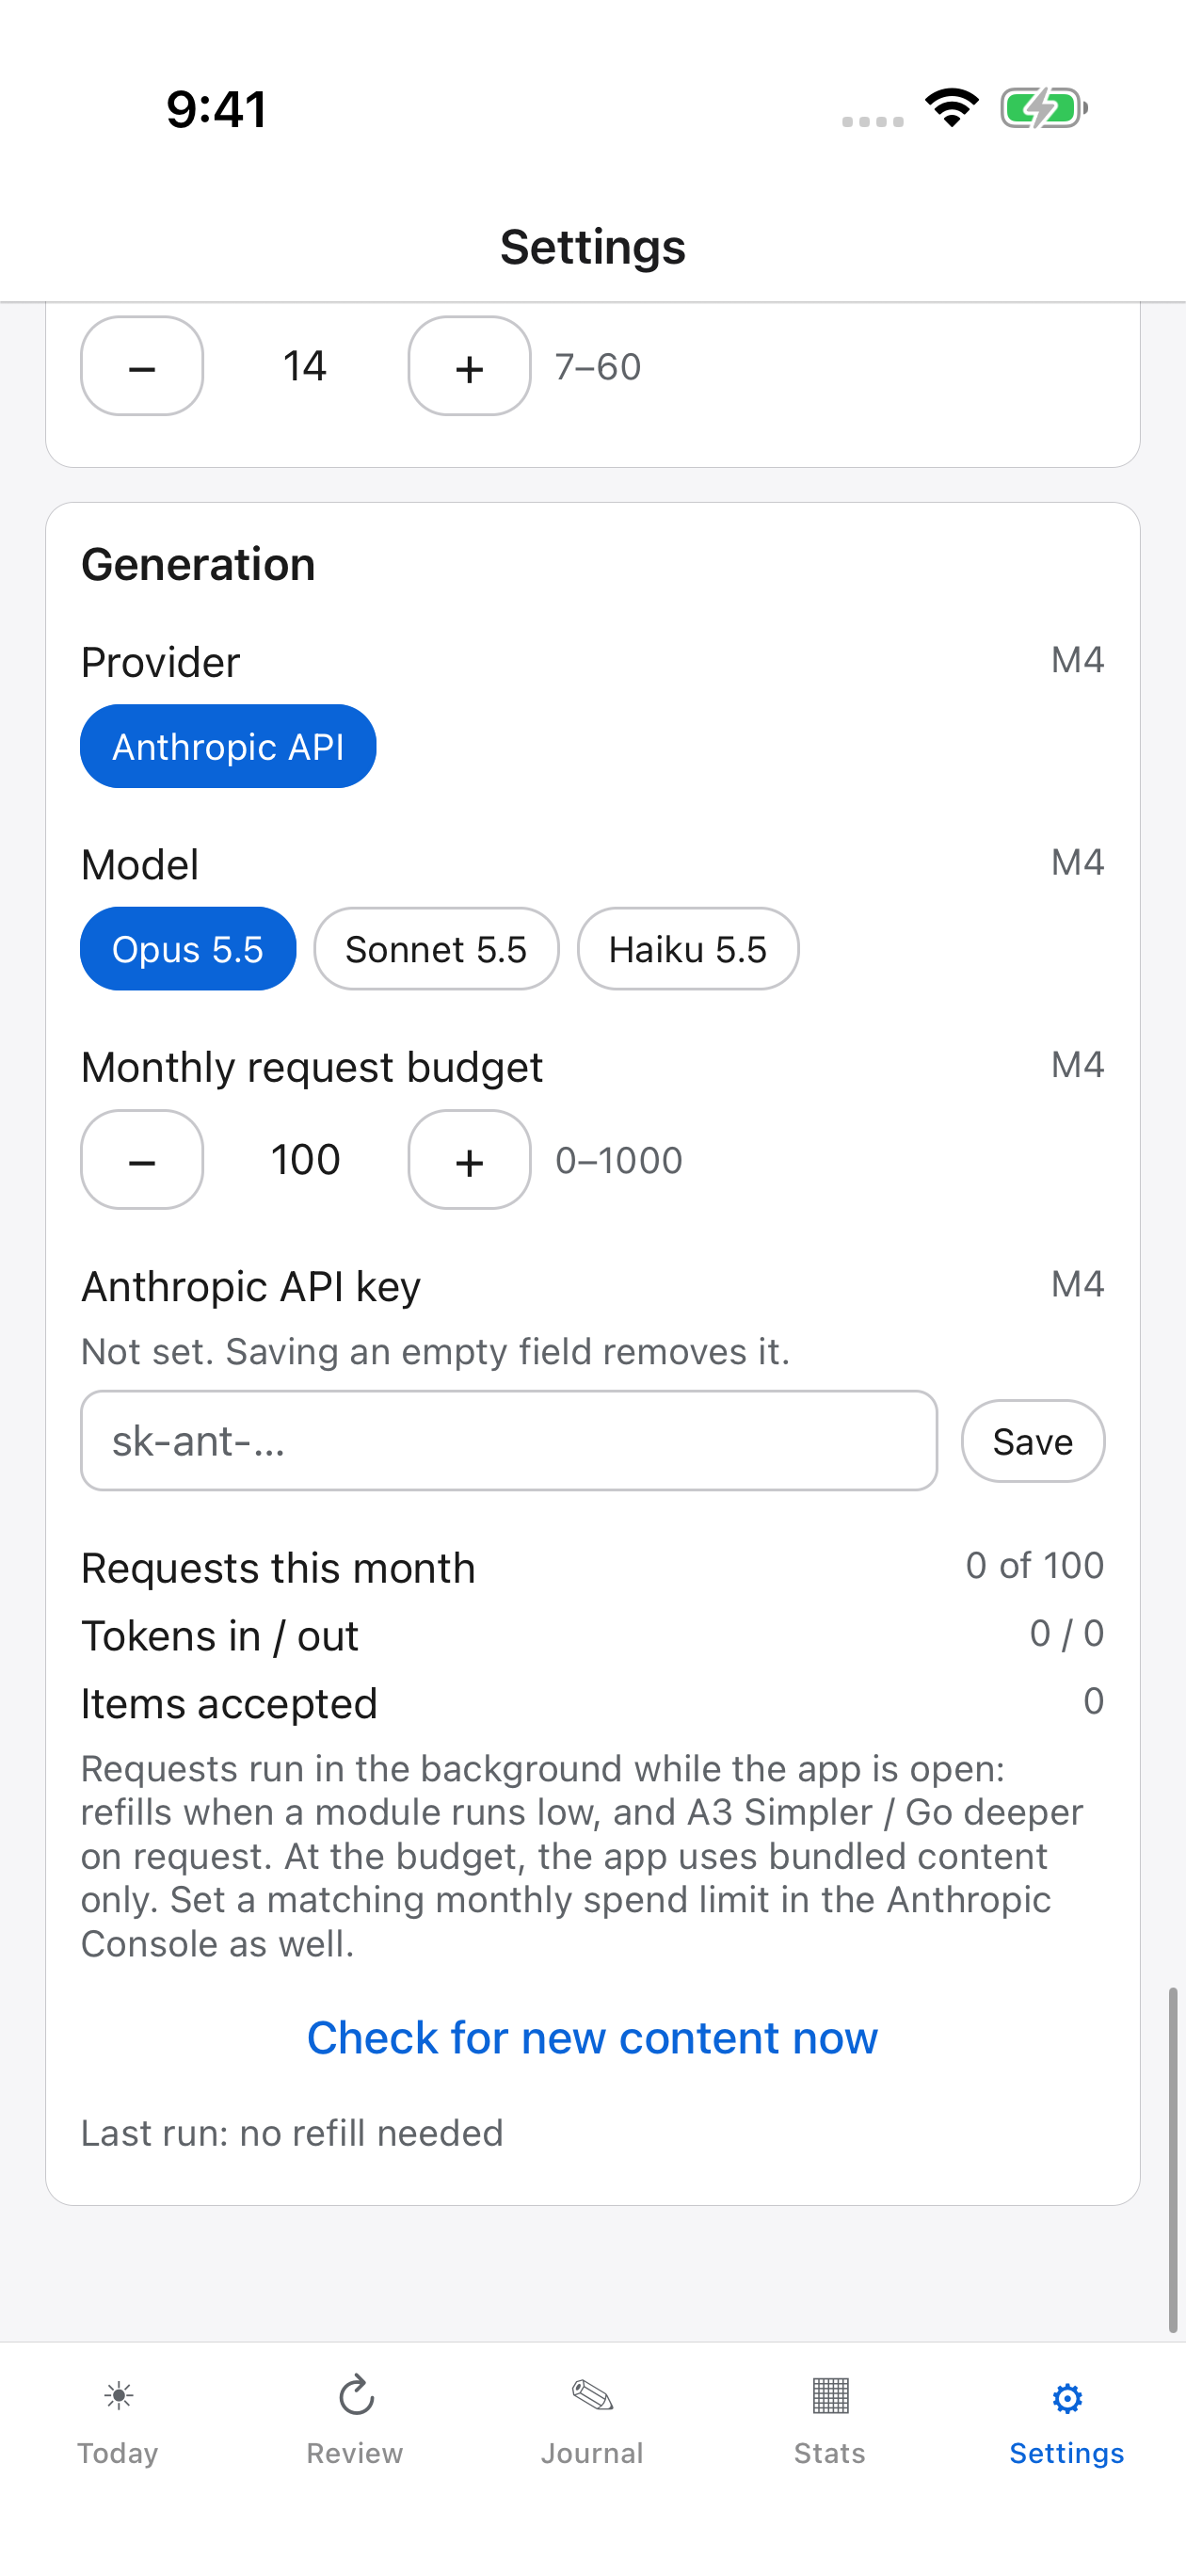 9:41
Settings
− 14 + 7–60
Generation
Provider M4
Anthropic API
Model M4
Opus 5.5 Sonnet 5.5 Haiku 5.5
Monthly request budget M4
− 100 + 0–1000
Anthropic API key M4
Not set. Saving an empty field removes it.
sk-ant-... Save
Requests this month 0 of 100
Tokens in / out 0 / 0
Items accepted 0
Requests run in the background while the app is open:
refills when a module runs low, and A3 Simpler / Go deeper
on request. At the budget, the app uses bundled content
only. Set a matching monthly spend limit in the Anthropic
Console as well.
Check for new content now
Last run: no refill needed
Today Review Journal Stats Settings